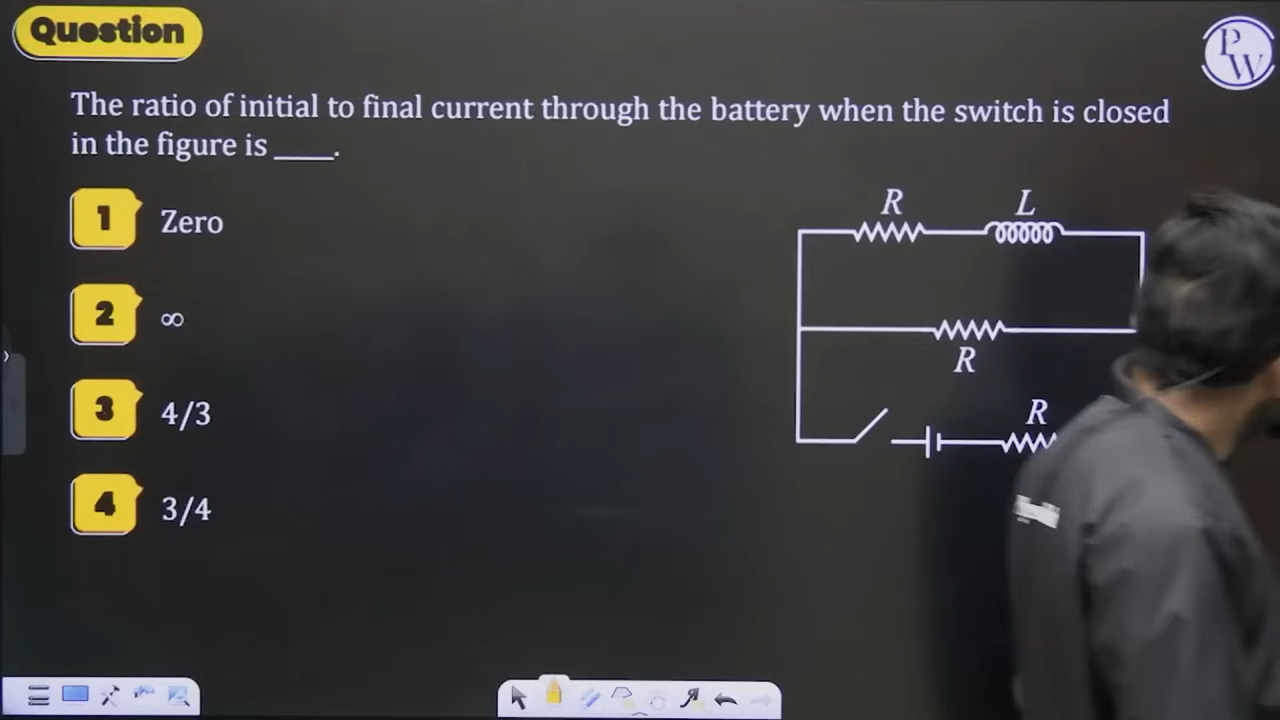 Question
P
W
The ratio of initial to final current through the battery when the switch is closed
in the figure is ____.
1 Zero
2 ∞
3 4/3
4 3/4
R L
R
R